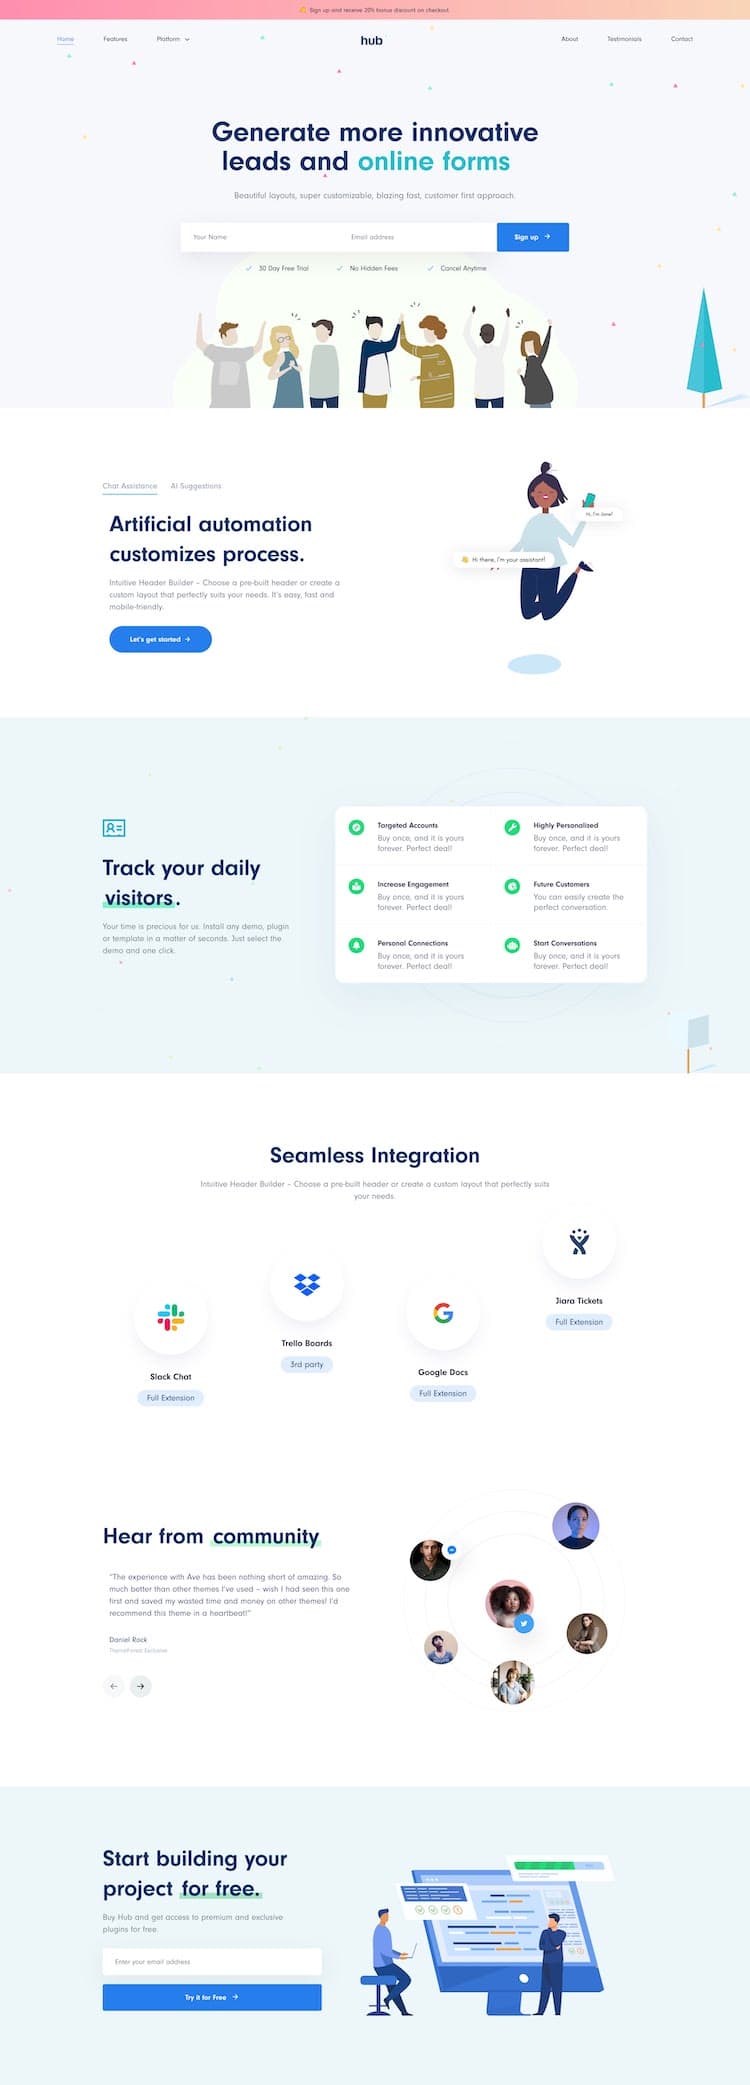 👋 Sign up and receive 20% bonus discount on checkout.
Home Features Platform hub About Testimonials Contact
Generate more innovative
leads and online forms
Beautiful layouts, super customizable, blazing fast, customer first approach.
Your Name Email address Sign up →
✓ 30 Day Free Trial ✓ No Hidden Fees ✓ Cancel Anytime
Chat Assistance AI Suggestions
Artificial automation
customizes process.
Intuitive Header Builder – Choose a pre-built header or create a
custom layout that perfectly suits your needs. It's easy, fast and
mobile-friendly.
Let's get started →
Hi, I'm Jane!
👋 Hi there, I'm your assistant!
Track your daily
visitors.
Your time is precious for us. Install any demo, plugin
or template in a matter of seconds. Just select the
demo and one click.
Targeted Accounts
Buy once, and it is yours
forever. Perfect deal!
Highly Personalized
Buy once, and it is yours
forever. Perfect deal!
Increase Engagement
Buy once, and it is yours
forever. Perfect deal!
Future Customers
You can easily create the
perfect conversation.
Personal Connections
Buy once, and it is yours
forever. Perfect deal!
Start Conversations
Buy once, and it is yours
forever. Perfect deal!
Seamless Integration
Intuitive Header Builder – Choose a pre-built header or create a custom layout that perfectly suits
your needs.
Slack Chat
Full Extension
Trello Boards
3rd party
Google Docs
Full Extension
Jiara Tickets
Full Extension
Hear from community
"The experience with Ave has been nothing short of amazing. So
much better than other themes I've used – wish I had seen this one
first and saved my wasted time and money on other themes! I'd
recommend this theme in a heartbeat!"
Daniel Rock
ThemeForest Exclusive
Start building your
project for free.
Buy Hub and get access to premium and exclusive
plugins for free.
Enter your email address
Try it for Free →